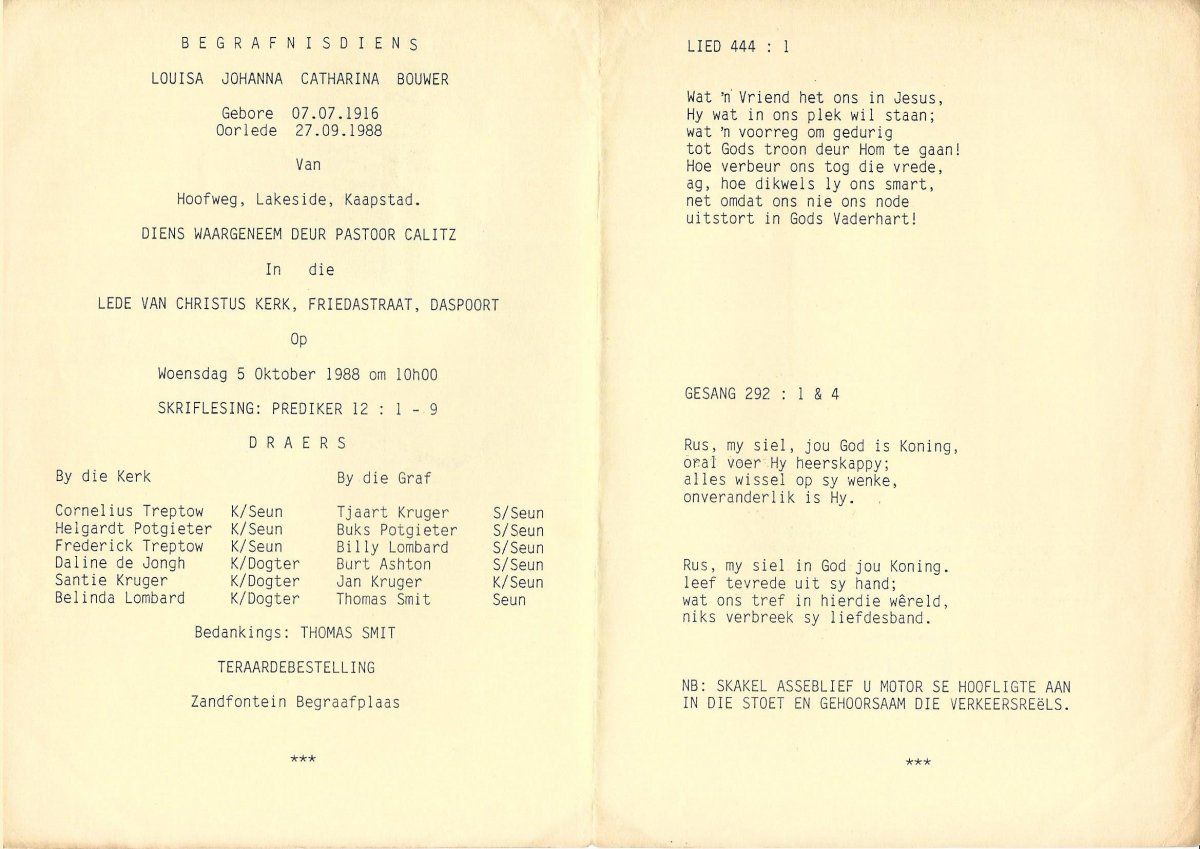 BEGRAFNISDIENS
LOUISA JOHANNA CATHARINA BOUWER
Gebore 07.07.1916
Oorlede 27.09.1988
Van
Hoofweg, Lakeside, Kaapstad.
DIENS WAARGENEEM DEUR PASTOOR CALITZ
In die
LEDE VAN CHRISTUS KERK, FRIEDASTRAAT, DASPOORT
Op
Woensdag 5 Oktober 1988 om 10h00
SKRIFLESING: PREDIKER 12 : 1 - 9
DRAERS
By die Kerk By die Graf
Cornelius Treptow K/Seun Tjaart Kruger S/Seun
Helgardt Potgieter K/Seun Buks Potgieter S/Seun
Frederick Treptow K/Seun Billy Lombard S/Seun
Daline de Jongh K/Dogter Burt Ashton S/Seun
Santie Kruger K/Dogter Jan Kruger K/Seun
Belinda Lombard K/Dogter Thomas Smit Seun
Bedankings: THOMAS SMIT
TERAARDEBESTELLING
Zandfontein Begraafplaas
***
LIED 444 : 1
Wat 'n Vriend het ons in Jesus,
Hy wat in ons plek wil staan;
wat 'n voorreg om gedurig
tot Gods troon deur Hom te gaan!
Hoe verbeur ons tog die vrede,
ag, hoe dikwels ly ons smart,
net omdat ons nie ons node
uitstort in Gods Vaderhart!
GESANG 292 : 1 & 4
Rus, my siel, jou God is Koning,
oral voer Hy heerskappy;
alles wissel op sy wenke,
onveranderlik is Hy.
Rus, my siel in God jou Koning.
leef tevrede uit sy hand;
wat ons tref in hierdie wêreld,
niks verbreek sy liefdesband.
NB: SKAKEL ASSEBLIEF U MOTOR SE HOOFLIGTE AAN
IN DIE STOET EN GEHOORSAAM DIE VERKEERSREëLS.
***